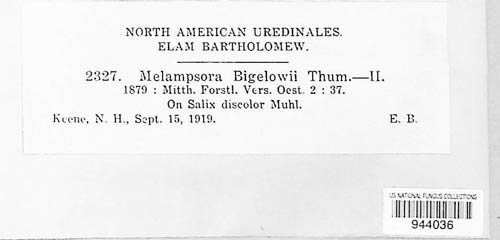 NORTH AMERICAN UREDINALES.
ELAM BARTHOLOMEW.
2327. Melampsora Bigelowii Thum.—II.
1879 : Mitth. Forstl. Vers. Oest. 2 : 37.
On Salix discolor Muhl.
Keene, N. H., Sept. 15, 1919. E. B.
US NATIONAL FUNGUS COLLECTIONS
944036